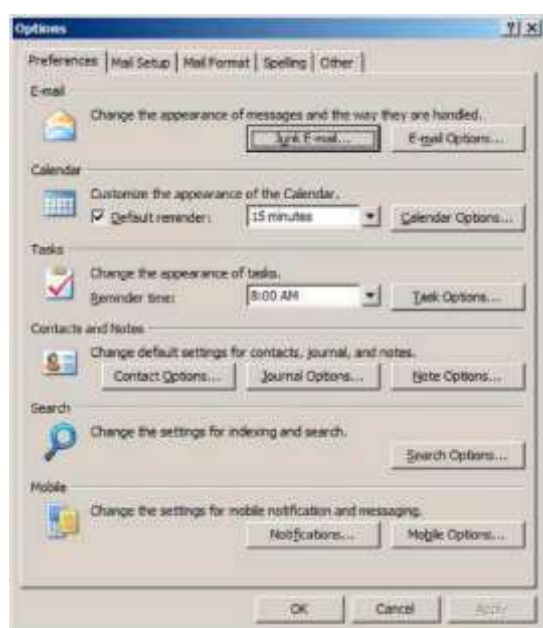 Options
Preferences Mail Setup Mail Format Spelling Other
E-mail
Change the appearance of messages and the way they are handled.
Junk E-mail... E-mail Options...
Calendar
Customize the appearance of the Calendar.
Default reminder: 15 minutes Calendar Options...
Tasks
Change the appearance of tasks.
Reminder time: 8:00 AM Task Options...
Contacts and Notes
Change default settings for contacts, journal, and notes.
Contact Options... Journal Options... Note Options...
Search
Change the settings for indexing and search.
Search Options...
Mobile
Change the settings for mobile notification and messaging.
Notifications... Mobile Options...
OK Cancel Apply